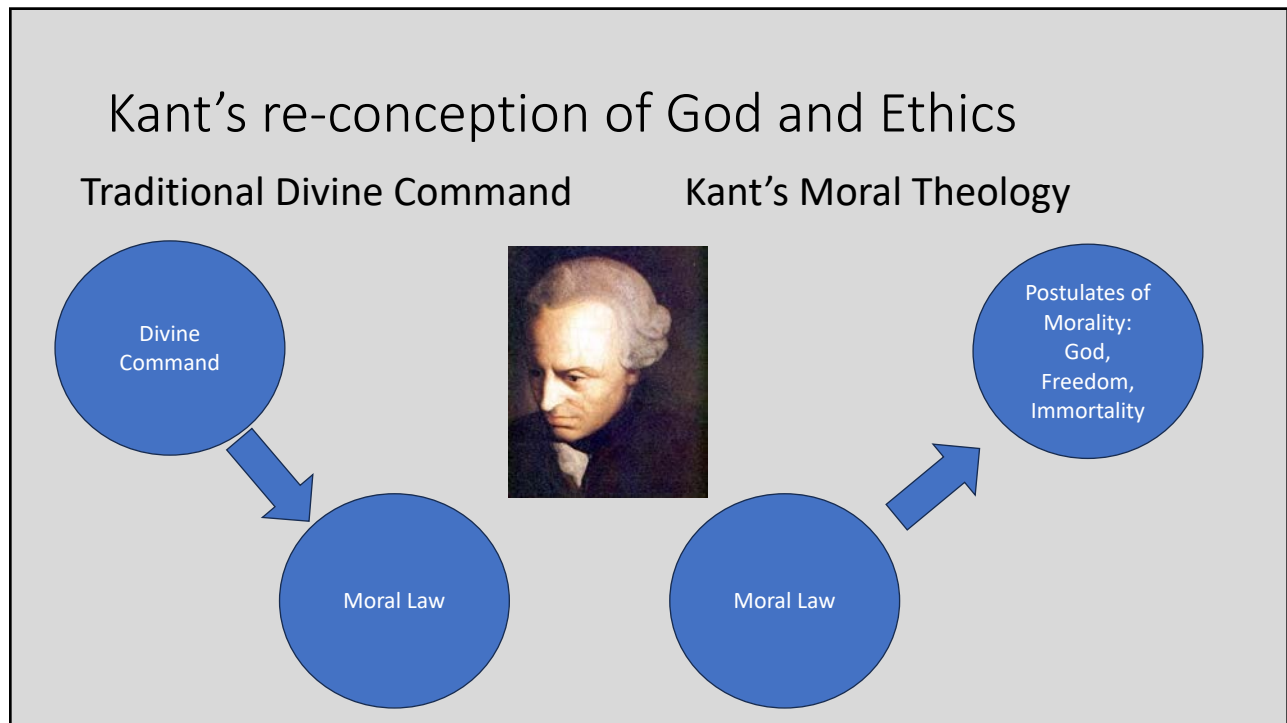 Kant’s re-conception of God and Ethics
Traditional Divine Command
Kant’s Moral Theology
Divine
Command
Moral Law
Postulates of
Morality:
God,
Freedom,
Immortality
Moral Law